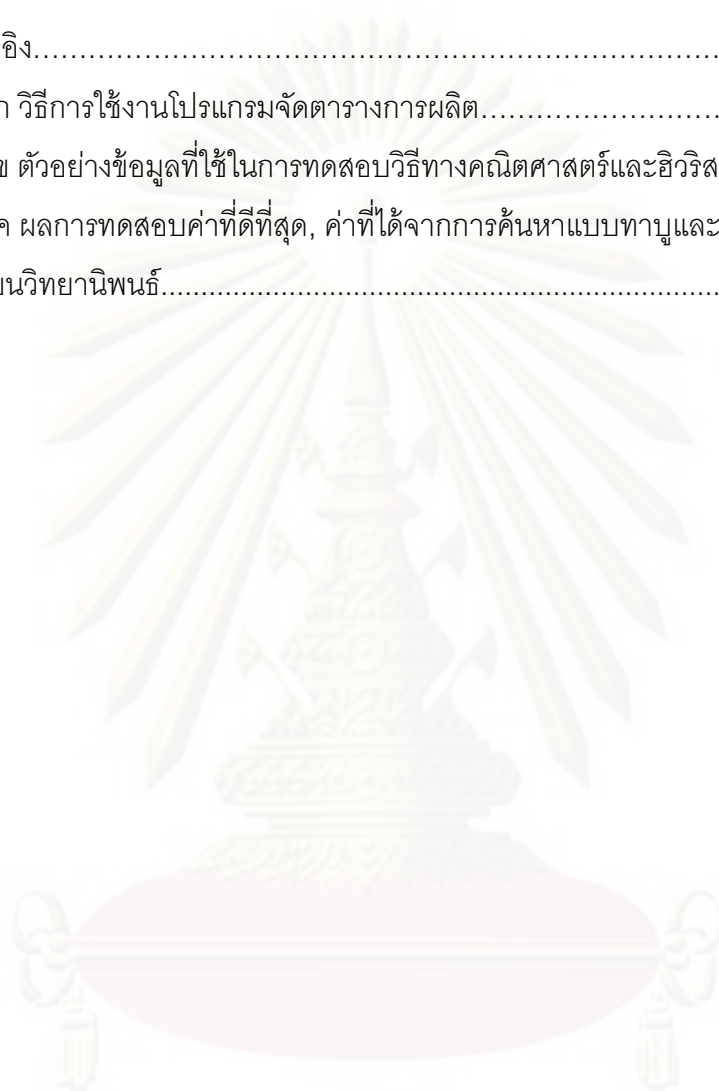 อิง……………………………………………………………………
ก วิธีการใช้งานโปรแกรมจัดตารางการผลิต……………………
ข ตัวอย่างข้อมูลที่ใช้ในการทดสอบวิธีทางคณิตศาสตร์และฮิวริส
ค ผลการทดสอบค่าที่ดีที่สุด, ค่าที่ได้จากการค้นหาแบบทาบูและ
ยนวิทยานิพนธ์......................................................................